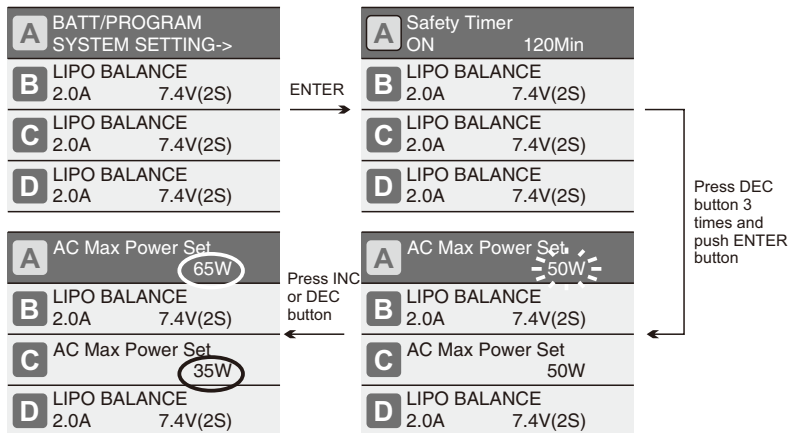 A BATT/PROGRAM
SYSTEM SETTING->
B LIPO BALANCE
2.0A 7.4V(2S)
C LIPO BALANCE
2.0A 7.4V(2S)
D LIPO BALANCE
2.0A 7.4V(2S)
ENTER
A Safety Timer
ON 120Min
B LIPO BALANCE
2.0A 7.4V(2S)
C LIPO BALANCE
2.0A 7.4V(2S)
D LIPO BALANCE
2.0A 7.4V(2S)
Press DEC
button 3
times and
push ENTER
button
A AC Max Power Set
50W
B LIPO BALANCE
2.0A 7.4V(2S)
C AC Max Power Set
50W
D LIPO BALANCE
2.0A 7.4V(2S)
Press INC
or DEC
button
A AC Max Power Set
65W
B LIPO BALANCE
2.0A 7.4V(2S)
C AC Max Power Set
35W
D LIPO BALANCE
2.0A 7.4V(2S)